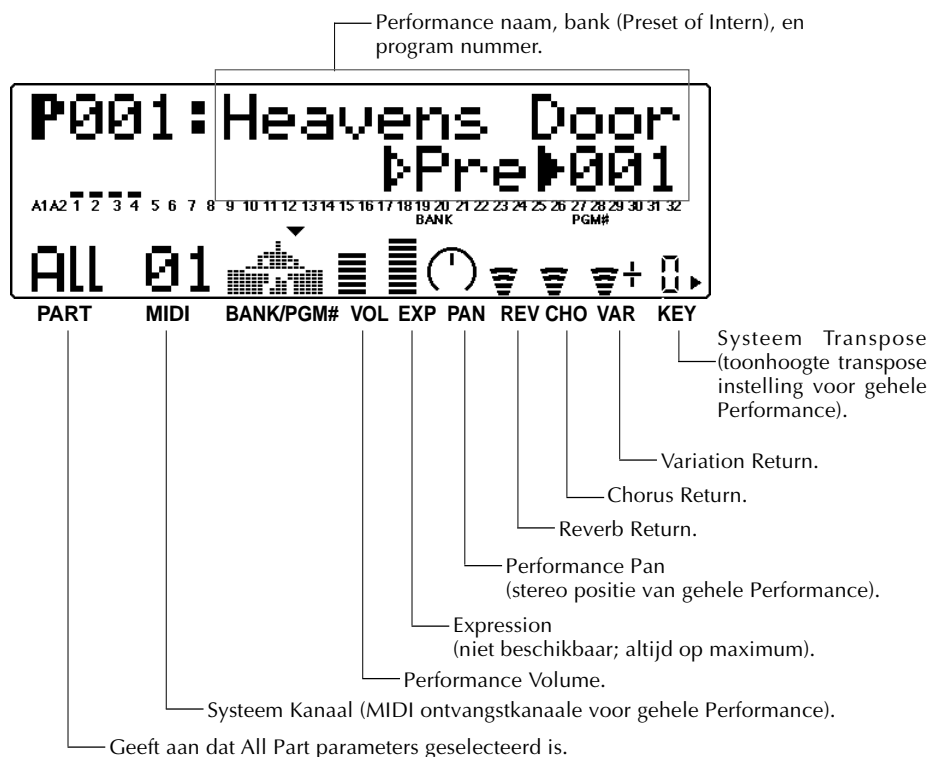 Performance naam, bank (Preset of Intern), en
program nummer.
P001:Heavens Door
Pre 001
A1 A2 1 2 3 4 5 6 7 8 9 10 11 12 13 14 15 16 17 18 19 20 21 22 23 24 25 26 27 28 29 30 31 32
BANK PGM#
All 01 + 0
PART MIDI BANK/PGM# VOL EXP PAN REV CHO VAR KEY
Systeem Transpose
(toonhoogte transpose
instelling voor gehele
Performance).
Variation Return.
Chorus Return.
Reverb Return.
Performance Pan
(stereo positie van gehele Performance).
Expression
(niet beschikbaar; altijd op maximum).
Performance Volume.
Systeem Kanaal (MIDI ontvangstkanaale voor gehele Performance).
Geeft aan dat All Part parameters geselecteerd is.